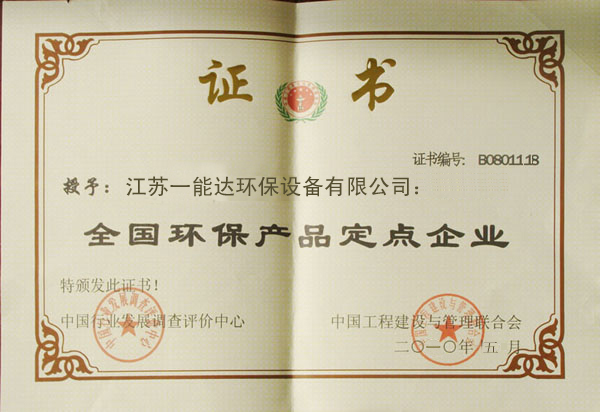 证书
证书编号: B0801118
授予: 江苏一能达环保设备有限公司:
全国环保产品定点企业
特颁发此证书!
中国行业发展调查评价中心
中国工程建设与管理联合会
二〇一〇年 五 月